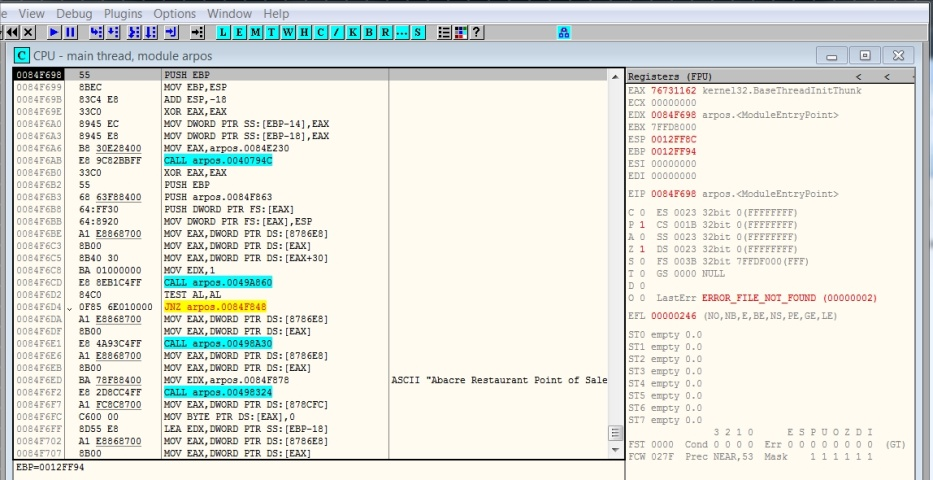 e View Debug Plugins Options Window Help
L E M T W H C / K B R ... S ?
C CPU - main thread, module arpos
0084F698 55 PUSH EBP
0084F699 8BEC MOV EBP,ESP
0084F69B 83C4 E8 ADD ESP,-18
0084F69E 33C0 XOR EAX,EAX
0084F6A0 8945 EC MOV DWORD PTR SS:[EBP-14],EAX
0084F6A3 8945 E8 MOV DWORD PTR SS:[EBP-18],EAX
0084F6A6 B8 30E28400 MOV EAX,arpos.0084E230
0084F6AB E8 9C82BBFF CALL arpos.0040794C
0084F6B0 33C0 XOR EAX,EAX
0084F6B2 55 PUSH EBP
0084F6B3 68 63F88400 PUSH arpos.0084F863
0084F6B8 64:FF30 PUSH DWORD PTR FS:[EAX]
0084F6BB 64:8920 MOV DWORD PTR FS:[EAX],ESP
0084F6BE A1 E8868700 MOV EAX,DWORD PTR DS:[8786E8]
0084F6C3 8B00 MOV EAX,DWORD PTR DS:[EAX]
0084F6C5 8B40 30 MOV EAX,DWORD PTR DS:[EAX+30]
0084F6C8 BA 01000000 MOV EDX,1
0084F6CD E8 8EB1C4FF CALL arpos.0049A860
0084F6D2 84C0 TEST AL,AL
0084F6D4 0F85 6E010000 JNZ arpos.0084F848
0084F6DA A1 E8868700 MOV EAX,DWORD PTR DS:[8786E8]
0084F6DF 8B00 MOV EAX,DWORD PTR DS:[EAX]
0084F6E1 E8 4A93C4FF CALL arpos.00498A30
0084F6E6 A1 E8868700 MOV EAX,DWORD PTR DS:[8786E8]
0084F6EB 8B00 MOV EAX,DWORD PTR DS:[EAX]
0084F6ED BA 78F88400 MOV EDX,arpos.0084F878 ASCII "Abacre Restaurant Point of Sale
0084F6F2 E8 2D8CC4FF CALL arpos.00498324
0084F6F7 A1 FC8C8700 MOV EAX,DWORD PTR DS:[878CFC]
0084F6FC C600 00 MOV BYTE PTR DS:[EAX],0
0084F6FF 8D55 E8 LEA EDX,DWORD PTR SS:[EBP-18]
0084F702 A1 E8868700 MOV EAX,DWORD PTR DS:[8786E8]
0084F707 8B00 MOV EAX,DWORD PTR DS:[EAX]
EBP=0012FF94
Registers (FPU) < <
EAX 76731162 kernel32.BaseThreadInitThunk
ECX 00000000
EDX 0084F698 arpos.<ModuleEntryPoint>
EBX 7FFD8000
ESP 0012FF8C
EBP 0012FF94
ESI 00000000
EDI 00000000
EIP 0084F698 arpos.<ModuleEntryPoint>
C 0 ES 0023 32bit 0(FFFFFFFF)
P 1 CS 001B 32bit 0(FFFFFFFF)
A 0 SS 0023 32bit 0(FFFFFFFF)
Z 1 DS 0023 32bit 0(FFFFFFFF)
S 0 FS 003B 32bit 7FFDF000(FFF)
T 0 GS 0000 NULL
D 0
O 0 LastErr ERROR_FILE_NOT_FOUND (00000002)
EFL 00000246 (NO,NB,E,BE,NS,PE,GE,LE)
ST0 empty 0.0
ST1 empty 0.0
ST2 empty 0.0
ST3 empty 0.0
ST4 empty 0.0
ST5 empty 0.0
ST6 empty 0.0
ST7 empty 0.0
3 2 1 0 E S P U O Z D I
FST 0000 Cond 0 0 0 0 Err 0 0 0 0 0 0 0 0 (GT)
FCW 027F Prec NEAR,53 Mask 1 1 1 1 1 1